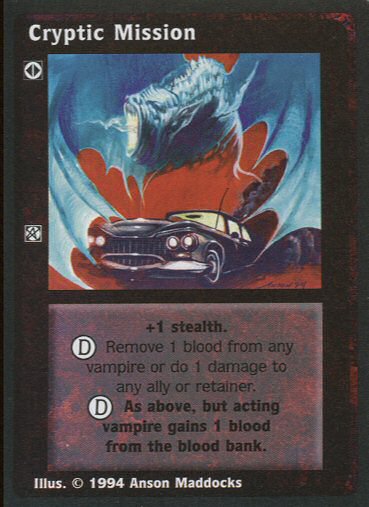 Cryptic Mission
+1 stealth.
D Remove 1 blood from any
vampire or do 1 damage to
any ally or retainer.
D As above, but acting
vampire gains 1 blood
from the blood bank.
Illus. © 1994 Anson Maddocks